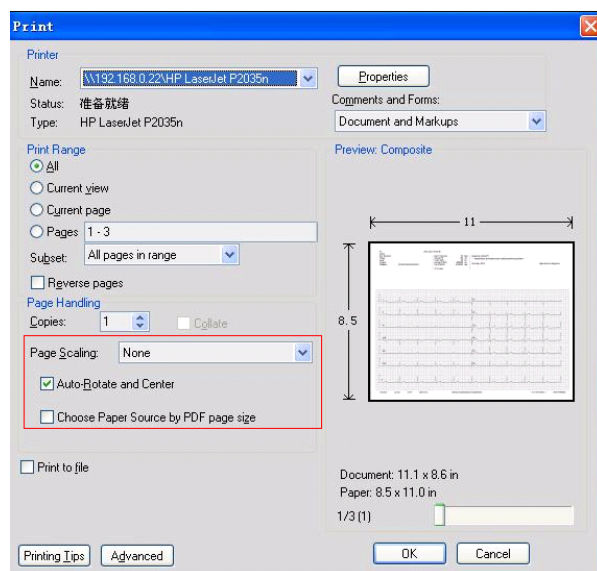 Print
Printer
Name: \\192.168.0.22\HP LaserJet P2035n
Properties
Status: 准备就绪
Comments and Forms:
Type: HP LaserJet P2035n
Document and Markups
Print Range
Preview: Composite
All
Current view
Current page
Pages 1 - 3
Subset: All pages in range
Reverse pages
Page Handling
Copies: 1 Collate
Page Scaling: None
Auto-Rotate and Center
Choose Paper Source by PDF page size
11
8.5
Print to file
Document: 11.1 x 8.6 in
Paper: 8.5 x 11.0 in
1/3 (1)
Printing Tips Advanced OK Cancel